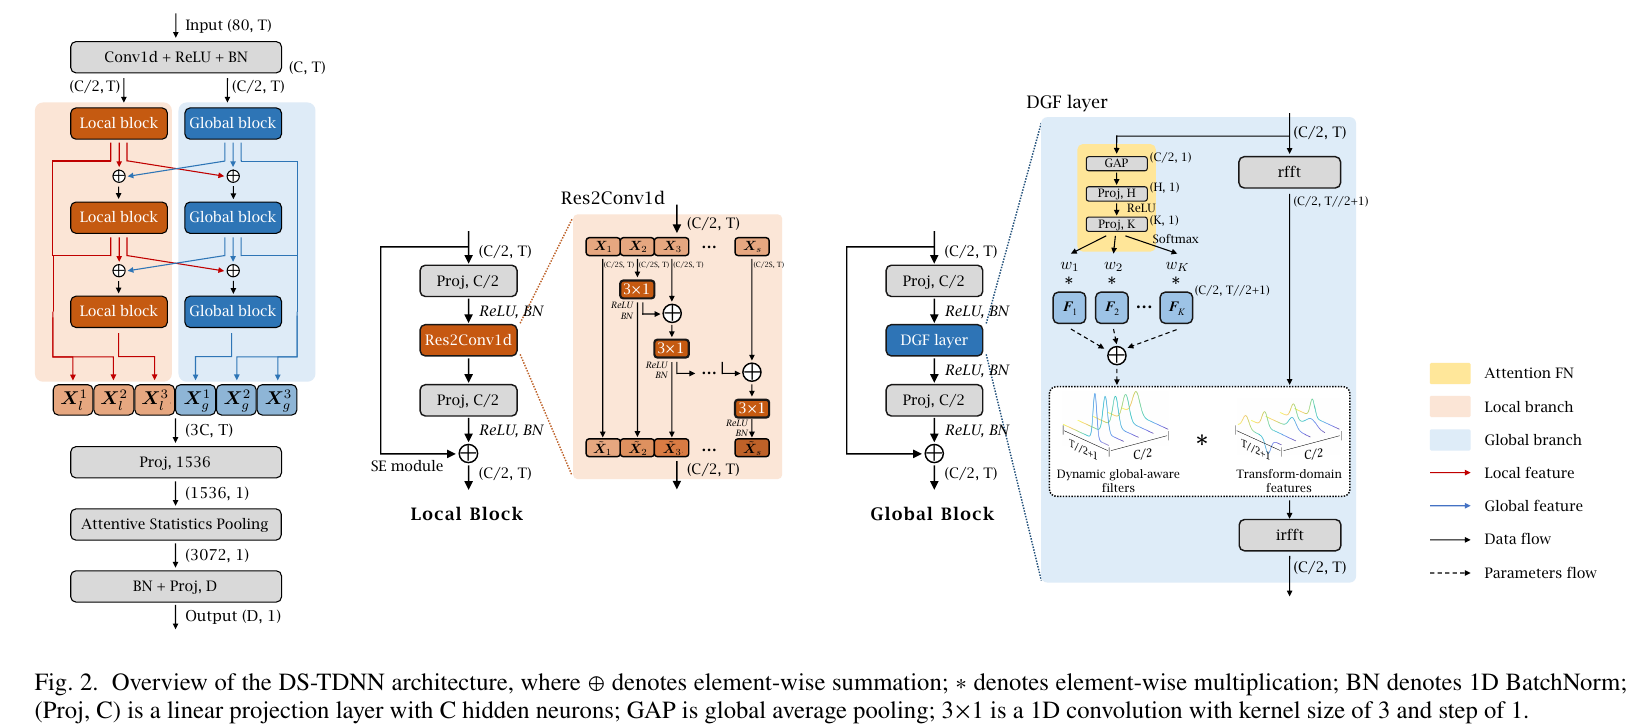 Input (80, T)
Conv1d + ReLU + BN
(C, T)
(C/2, T)
(C/2, T)
Local block
Global block
Local block
Global block
Local block
Global block
X_l^1 X_l^2 X_l^3 X_g^1 X_g^2 X_g^3
(3C, T)
Proj, 1536
(1536, 1)
Attentive Statistics Pooling
(3072, 1)
BN + Proj, D
Output (D, 1)
(C/2, T)
Proj, C/2
ReLU, BN
Res2Conv1d
Proj, C/2
ReLU, BN
SE module
(C/2, T)
Local Block
Res2Conv1d
(C/2, T)
X_1 X_2 X_3 ··· X_s
(C/2S, T) (C/2S, T) (C/2S, T) (C/2S, T)
3×1
ReLU
BN
3×1
ReLU
BN
···
3×1
ReLU
BN
X̃_1 X̃_2 X̃_3 ··· X̃_s
(C/2, T)
(C/2, T)
Proj, C/2
ReLU, BN
DGF layer
ReLU, BN
Proj, C/2
ReLU, BN
(C/2, T)
Global Block
DGF layer
(C/2, T)
GAP
(C/2, 1)
Proj, H
(H, 1)
ReLU
Proj, K
(K, 1)
Softmax
rfft
(C/2, T//2+1)
w_1 w_2 w_K
* * *
F_1 F_2 ··· F_K
(C/2, T//2+1)
T//2+1
C/2
*
T//2+1
C/2
Dynamic global-aware
filters
Transform-domain
features
irfft
(C/2, T)
Attention FN
Local branch
Global branch
Local feature
Global feature
Data flow
Parameters flow
Fig. 2. Overview of the DS-TDNN architecture, where ⊕ denotes element-wise summation; * denotes element-wise multiplication; BN denotes 1D BatchNorm;
(Proj, C) is a linear projection layer with C hidden neurons; GAP is global average pooling; 3×1 is a 1D convolution with kernel size of 3 and step of 1.